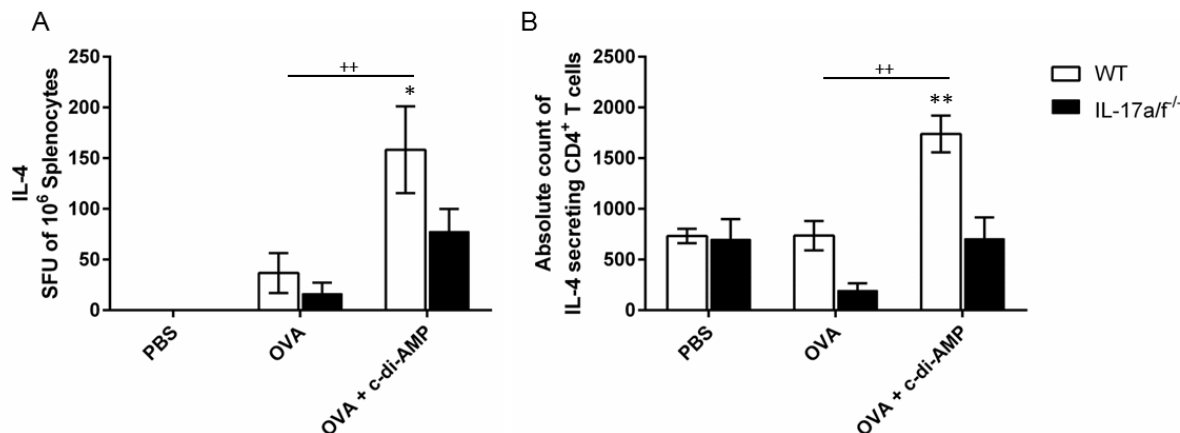 A
IL-4
SFU of 10⁶ Splenocytes
250
200
150
100
50
0
++
*
PBS
OVA
OVA + c-di-AMP
B
Absolute count of
IL-4 secreting CD4⁺ T cells
2500
2000
1500
1000
500
0
++
**
PBS
OVA
OVA + c-di-AMP
WT
IL-17a/f⁻/⁻